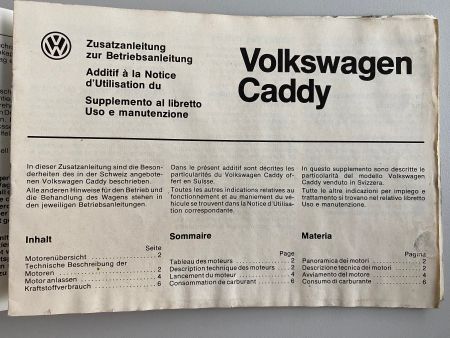 Zusatzanleitung
zur Betriebsanleitung
Additif à la Notice
d'Utilisation du
Supplemento al libretto
Uso e manutenzione
Volkswagen
Caddy
In dieser Zusatzanleitung sind die Beson-
derheiten des in der Schweiz angebote-
nen Volkswagen Caddy beschrieben.
Alle anderen Hinweise für den Betrieb und
die Behandlung des Wagens stehen in
den jeweiligen Betriebsanleitungen.
Dans le présent additif sont décrites les
particularités du Volkswagen Caddy of-
fert en Suisse.
Toutes les autres indications relatives au
fonctionnement et au maniement du véhi-
cule se trouvent dans la Notice d'Utilisa-
tion correspondante.
In questo supplemento sono descritte le
particolarità del modello Volkswagen
Caddy venduto in Svizzera.
Tutte le altre indicazioni per impiego e
trattamento si trovano nel relativo libretto
Uso e manutenzione.
Inhalt
Seite
Motorenübersicht 2
Technische Beschreibung der
Motoren 2
Motor anlassen 4
Kraftstoffverbrauch 6
Sommaire
Page
Tableau des moteurs 2
Description technique des moteurs 2
Lancement du moteur 4
Consommation de carburant 6
Materia
Pagina
Panoramica dei motori 2
Descrizione tecnica dei motori 2
Avviamento del motore 4
Consumo di carburante 6